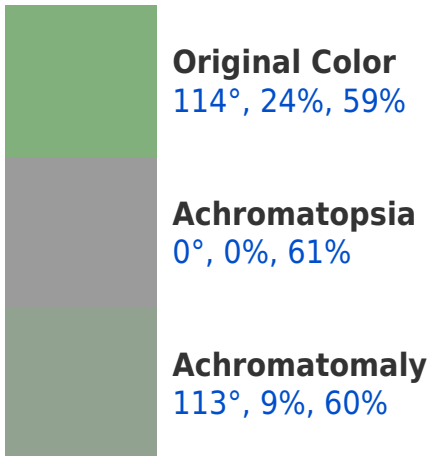 Original Color
114°, 24%, 59%
Achromatopsia
0°, 0%, 61%
Achromatomaly
113°, 9%, 60%